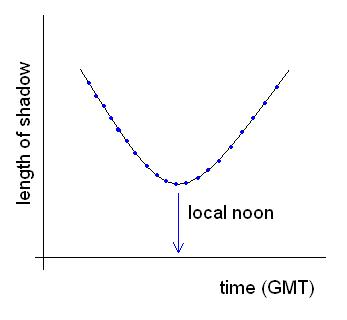 length of shadow
local noon
time (GMT)